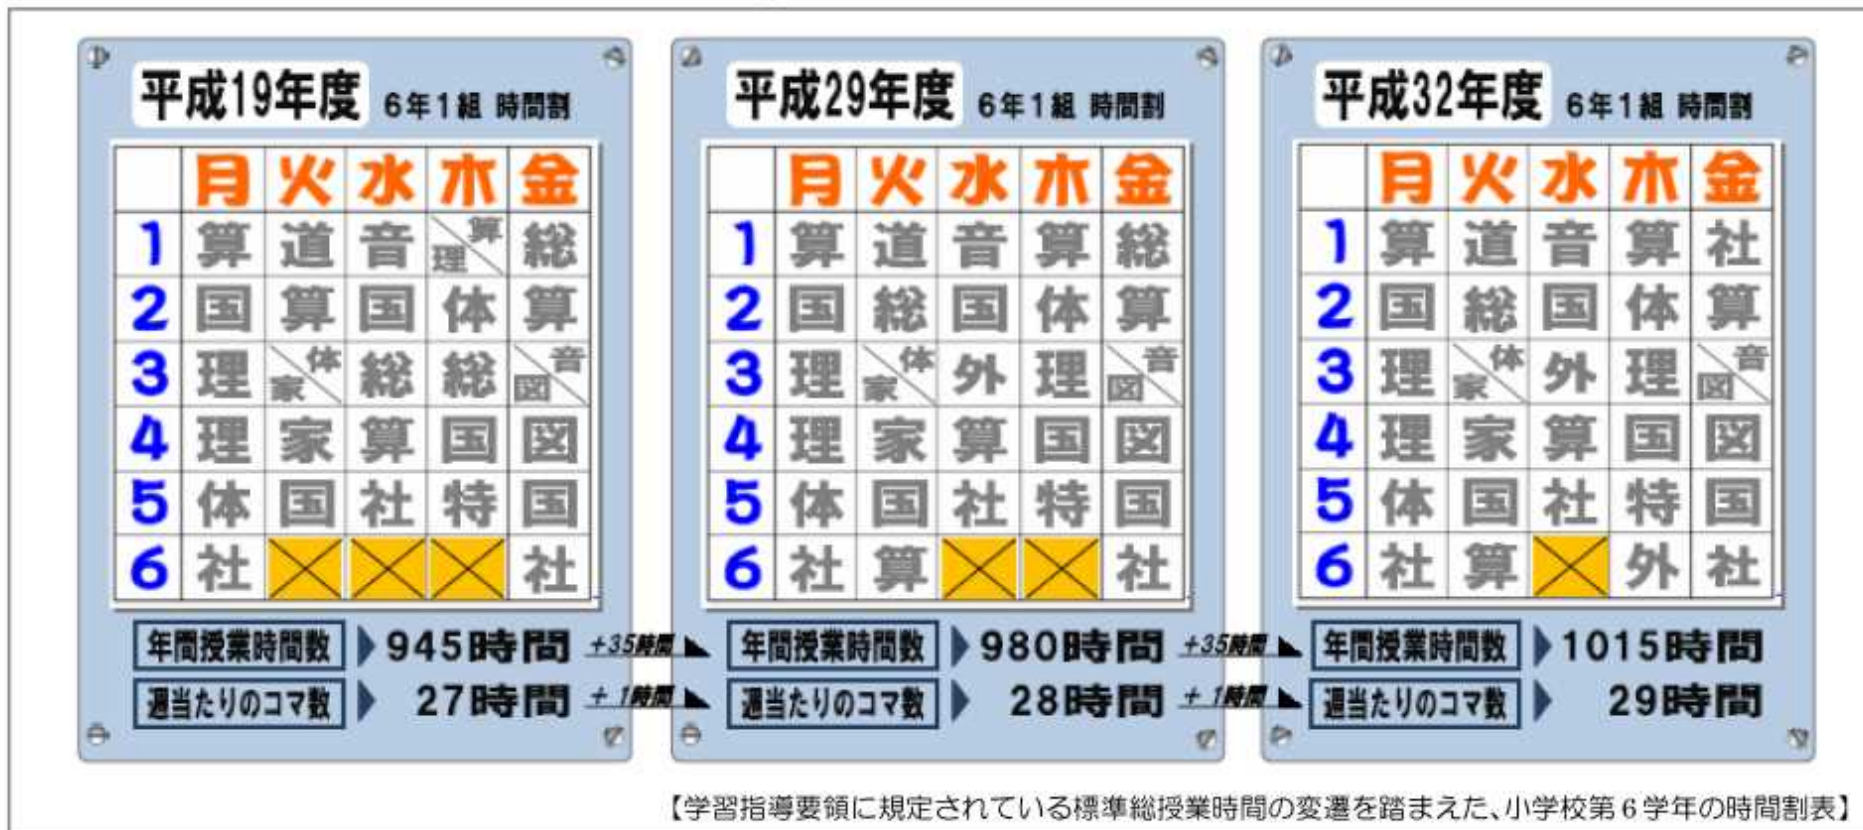 平成19年度 6年1組 時間割
月 火 水 木 金
1 算 道 音 理 算 総
2 国 算 国 体 算
3 理 家 体 総 総 図 音
4 理 家 算 国 図
5 体 国 社 特 国
6 社 社
年間授業時間数 945時間 +35時間
週当たりのコマ数 27時間 +1時間
平成29年度 6年1組 時間割
月 火 水 木 金
1 算 道 音 算 総
2 国 総 国 体 算
3 理 家 体 外 理 図 音
4 理 家 算 国 図
5 体 国 社 特 国
6 社 算 社
年間授業時間数 980時間 +35時間
週当たりのコマ数 28時間 +1時間
平成32年度 6年1組 時間割
月 火 水 木 金
1 算 道 音 算 社
2 国 総 国 体 算
3 理 家 体 外 理 図 音
4 理 家 算 国 図
5 体 国 社 特 国
6 社 算 外 社
年間授業時間数 1015時間
週当たりのコマ数 29時間
【学習指導要領に規定されている標準総授業時間の変遷を踏まえた、小学校第6学年の時間割表】